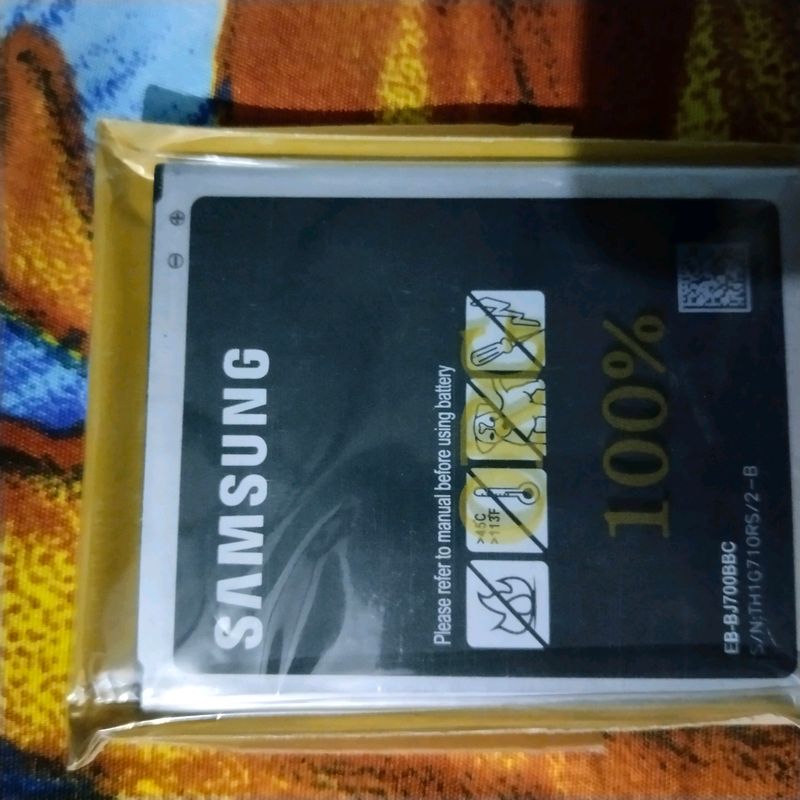 SAMSUNG
Please refer to manual before using battery
>45C
>113F
100%
EB-BJ700BBC
S/N:TH1G710RS/2-B